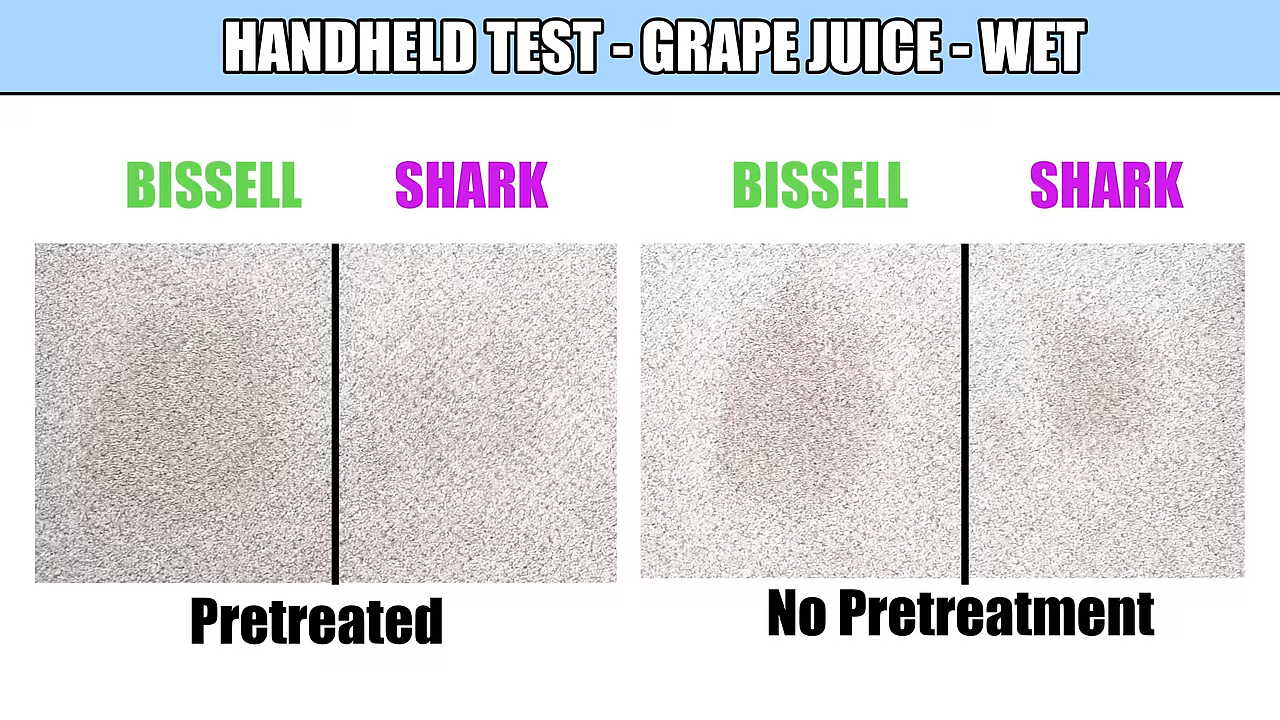 HANDHELD TEST - GRAPE JUICE - WET
BISSELL SHARK
BISSELL SHARK
Pretreated
No Pretreatment